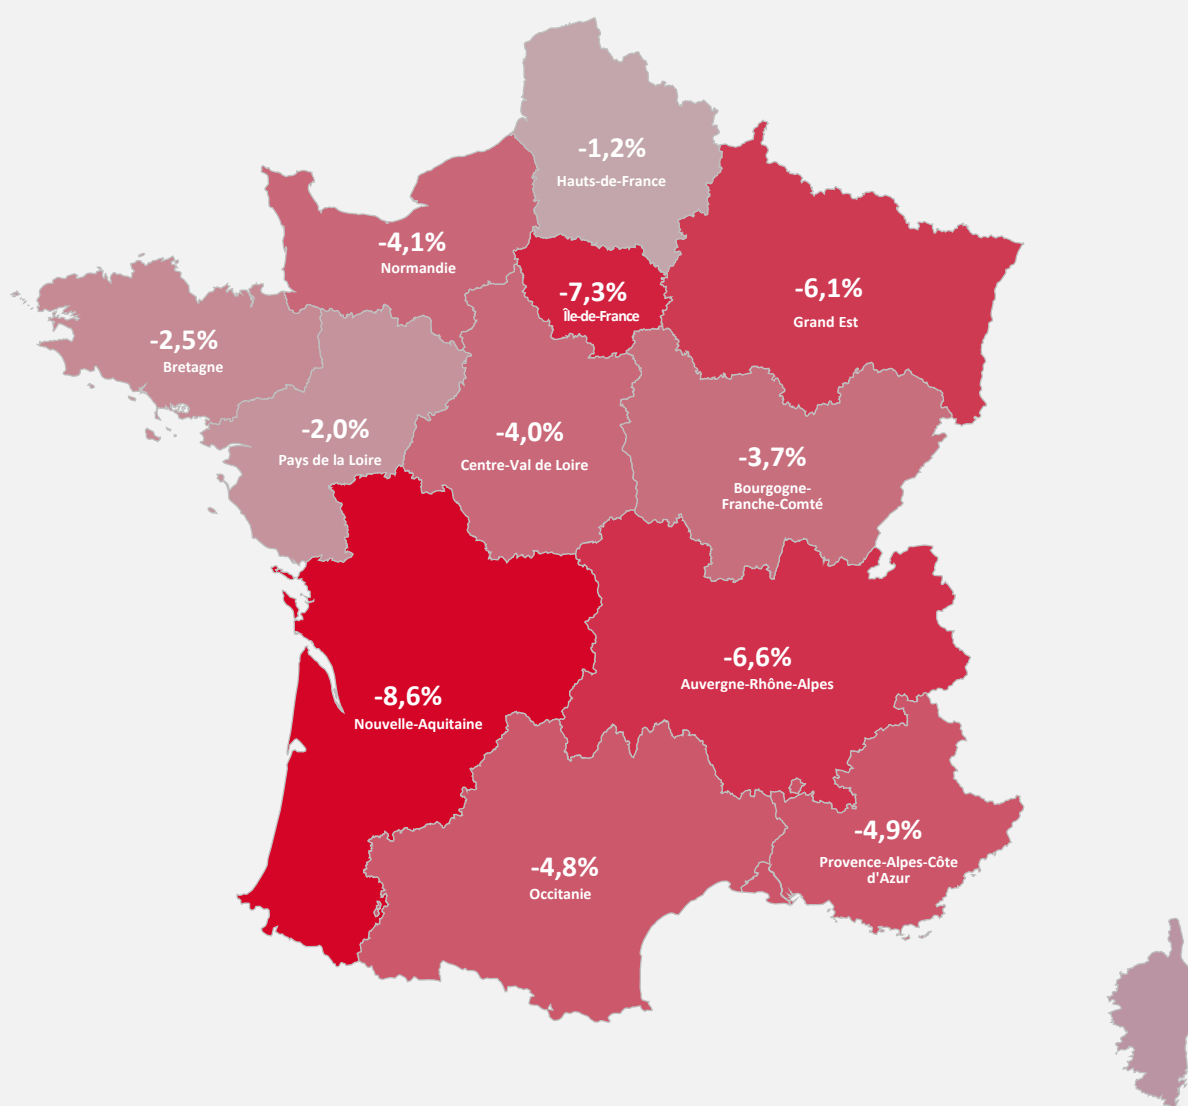 -1,2%
Hauts-de-France
-4,1%
Normandie
-7,3%
Île-de-France
-6,1%
Grand Est
-2,5%
Bretagne
-2,0%
Pays de la Loire
-4,0%
Centre-Val de Loire
-3,7%
Bourgogne-
Franche-Comté
-6,6%
Auvergne-Rhône-Alpes
-8,6%
Nouvelle-Aquitaine
-4,9%
Provence-Alpes-Côte
d'Azur
-4,8%
Occitanie